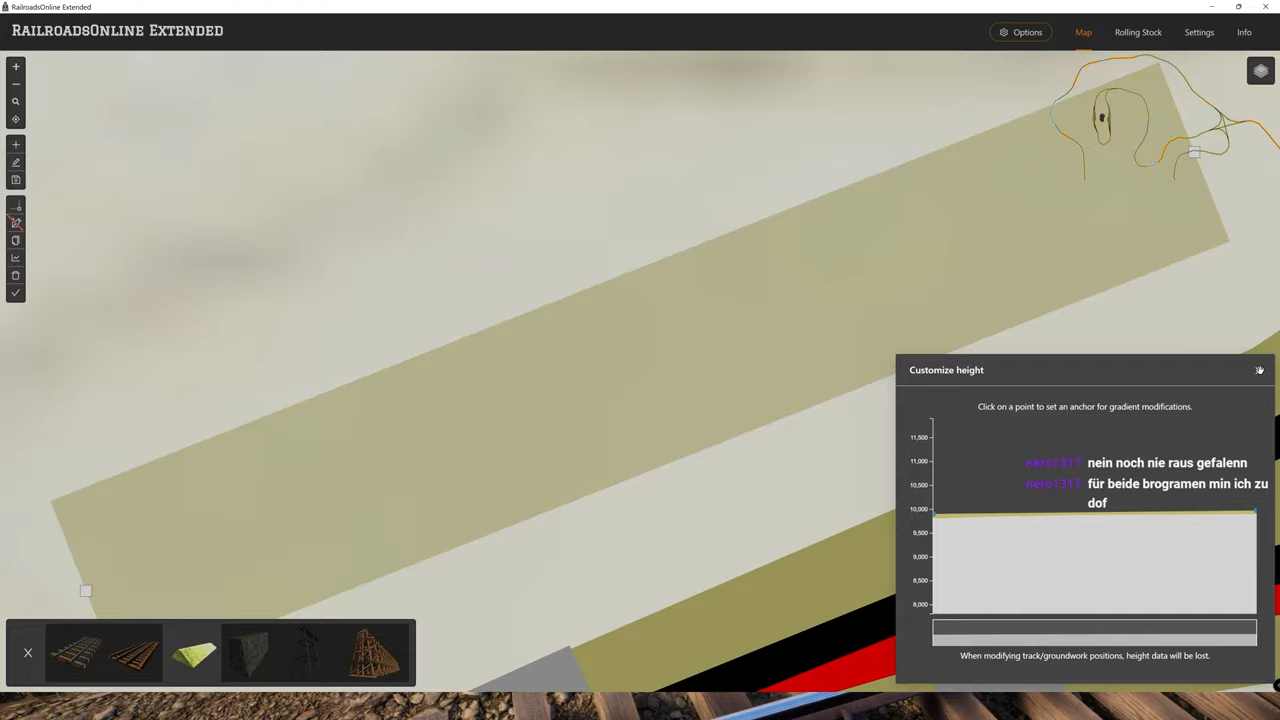 RailroadsOnline Extended
RailroadsOnline Extended
Options
Map
Rolling Stock
Settings
Info
Customize height
Click on a point to set an anchor for gradient modifications.
11,500
11,000
10,500
10,000
9,500
9,000
8,500
8,000
nero1317 nein noch nie raus gefalenn
nero1317 für beide brogramen min ich zu
dof
When modifying track/groundwork positions, height data will be lost.